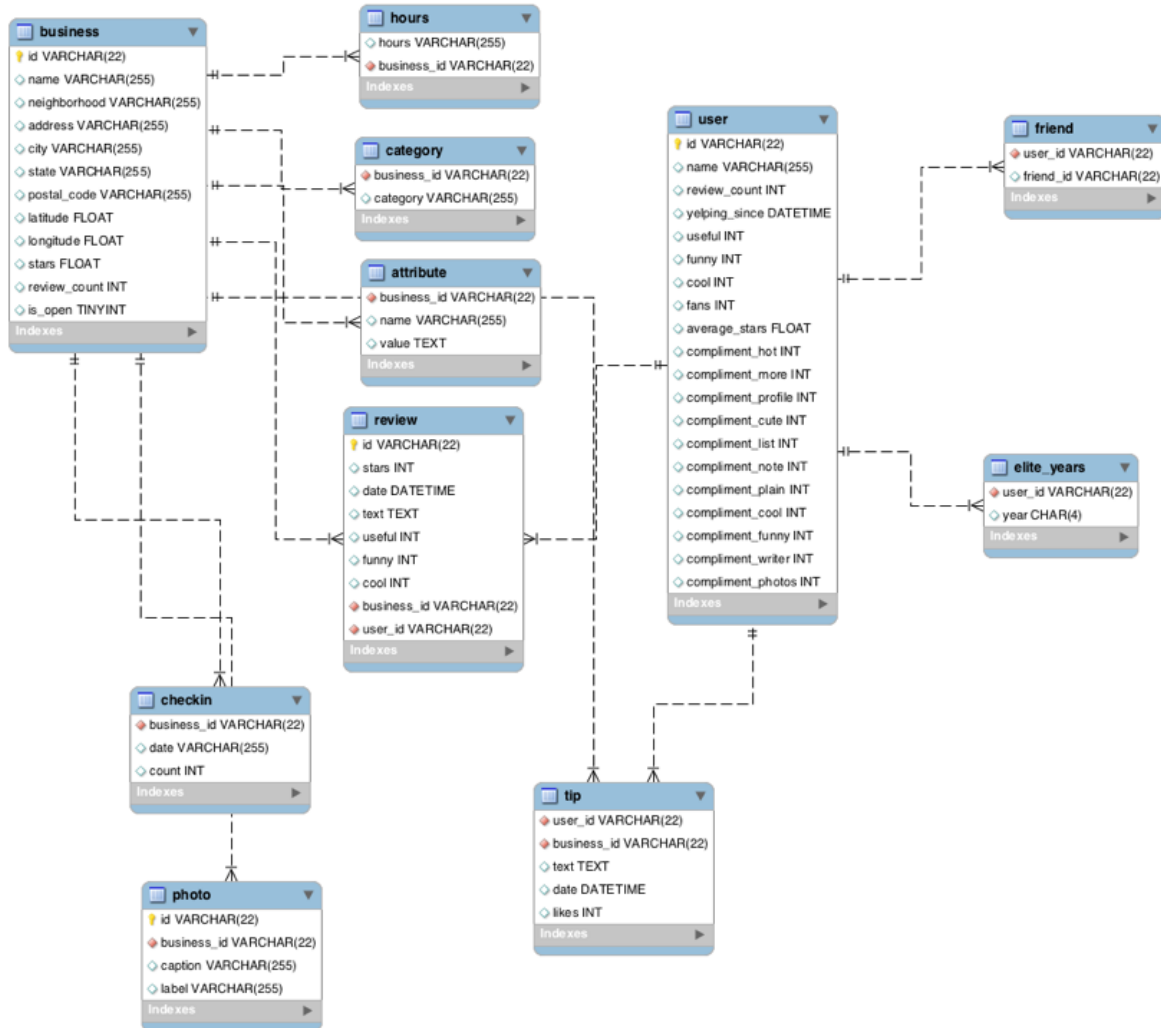 business
id VARCHAR(22)
name VARCHAR(255)
neighborhood VARCHAR(255)
address VARCHAR(255)
city VARCHAR(255)
state VARCHAR(255)
postal_code VARCHAR(255)
latitude FLOAT
longitude FLOAT
stars FLOAT
review_count INT
is_open TINYINT
Indexes
hours
hours VARCHAR(255)
business_id VARCHAR(22)
Indexes
category
business_id VARCHAR(22)
category VARCHAR(255)
Indexes
attribute
business_id VARCHAR(22)
name VARCHAR(255)
value TEXT
Indexes
review
id VARCHAR(22)
stars INT
date DATETIME
text TEXT
useful INT
funny INT
cool INT
business_id VARCHAR(22)
user_id VARCHAR(22)
Indexes
user
id VARCHAR(22)
name VARCHAR(255)
review_count INT
yelping_since DATETIME
useful INT
funny INT
cool INT
fans INT
average_stars FLOAT
compliment_hot INT
compliment_more INT
compliment_profile INT
compliment_cute INT
compliment_list INT
compliment_note INT
compliment_plain INT
compliment_cool INT
compliment_funny INT
compliment_writer INT
compliment_photos INT
Indexes
friend
user_id VARCHAR(22)
friend_id VARCHAR(22)
Indexes
elite_years
user_id VARCHAR(22)
year CHAR(4)
Indexes
checkin
business_id VARCHAR(22)
date VARCHAR(255)
count INT
Indexes
tip
user_id VARCHAR(22)
business_id VARCHAR(22)
text TEXT
date DATETIME
likes INT
Indexes
photo
id VARCHAR(22)
business_id VARCHAR(22)
caption VARCHAR(255)
label VARCHAR(255)
Indexes